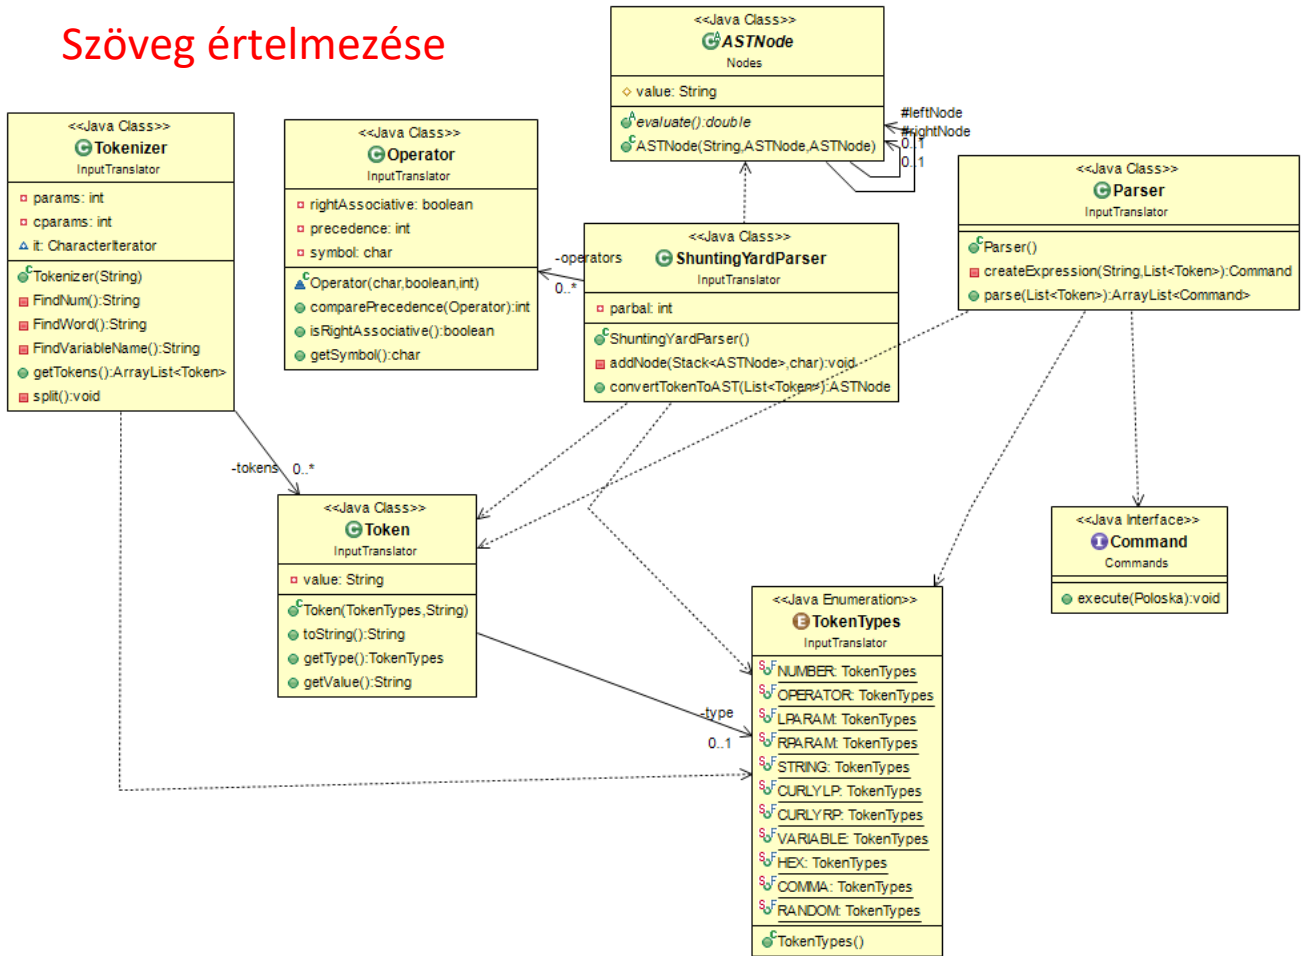 Szöveg értelmezése
<<Java Class>>
ASTNode
Nodes
value: String
evaluate():double
ASTNode(String,ASTNode,ASTNode)
#leftNode
#rightNode
0..1
0..1
<<Java Class>>
Tokenizer
InputTranslator
params: int
cparams: int
it: CharacterIterator
Tokenizer(String)
FindNum():String
FindWord():String
FindVariableName():String
getTokens():ArrayList<Token>
split():void
<<Java Class>>
Operator
InputTranslator
rightAssociative: boolean
precedence: int
symbol: char
Operator(char,boolean,int)
comparePrecedence(Operator):int
isRightAssociative():boolean
getSymbol():char
-operators
0..*
<<Java Class>>
ShuntingYardParser
InputTranslator
parbal: int
ShuntingYardParser()
addNode(Stack<ASTNode>,char):void
convertTokenToAST(List<Token>):ASTNode
<<Java Class>>
Parser
InputTranslator
Parser()
createExpression(String,List<Token>):Command
parse(List<Token>):ArrayList<Command>
-tokens 0..*
<<Java Class>>
Token
InputTranslator
value: String
Token(TokenTypes,String)
toString():String
getType():TokenTypes
getValue():String
-type
0..1
<<Java Interface>>
Command
Commands
execute(Poloska):void
<<Java Enumeration>>
TokenTypes
InputTranslator
NUMBER: TokenTypes
OPERATOR: TokenTypes
LPARAM: TokenTypes
RPARAM: TokenTypes
STRING: TokenTypes
CURLYLP: TokenTypes
CURLYRP: TokenTypes
VARIABLE: TokenTypes
HEX: TokenTypes
COMMA: TokenTypes
RANDOM: TokenTypes
TokenTypes()